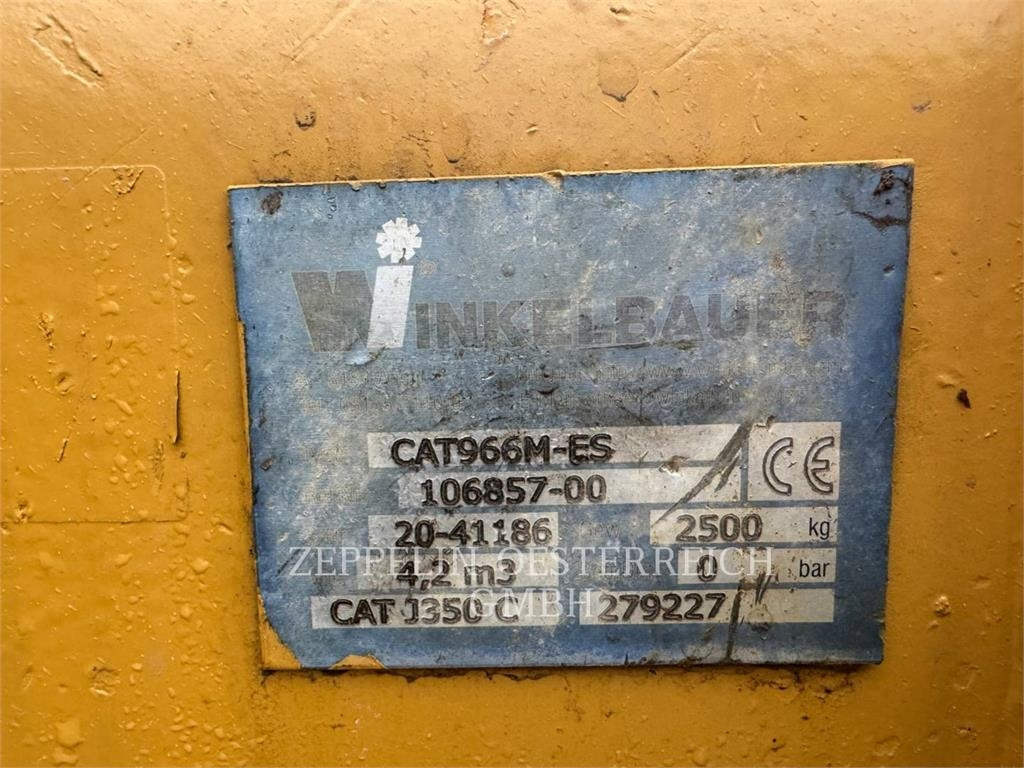 WINKELBAUER
CAT966M-ES
CE
106857-00
20-41186 2500 kg
4,2 m3 0 bar
CAT J350 C 279227
ZEPPELIN OESTERREICH
GMBH